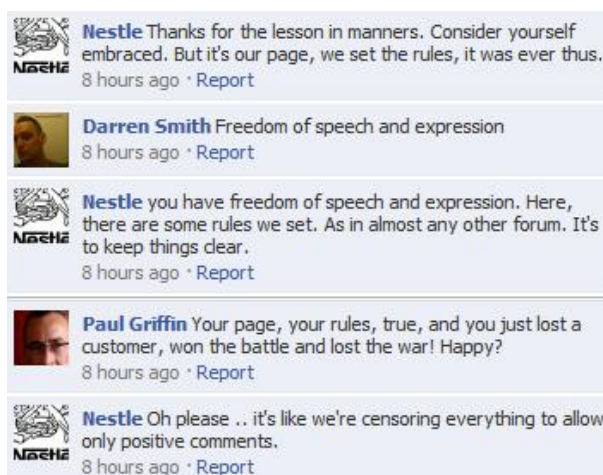 Nestle Thanks for the lesson in manners. Consider yourself
embraced. But it's our page, we set the rules, it was ever thus.
8 hours ago · Report
Nestlé
Darren Smith Freedom of speech and expression
8 hours ago · Report
Nestle you have freedom of speech and expression. Here,
there are some rules we set. As in almost any other forum. It's
to keep things clear.
8 hours ago · Report
Nestlé
Paul Griffin Your page, your rules, true, and you just lost a
customer, won the battle and lost the war! Happy?
8 hours ago · Report
Nestle Oh please .. it's like we're censoring everything to allow
only positive comments.
8 hours ago · Report
Nestlé